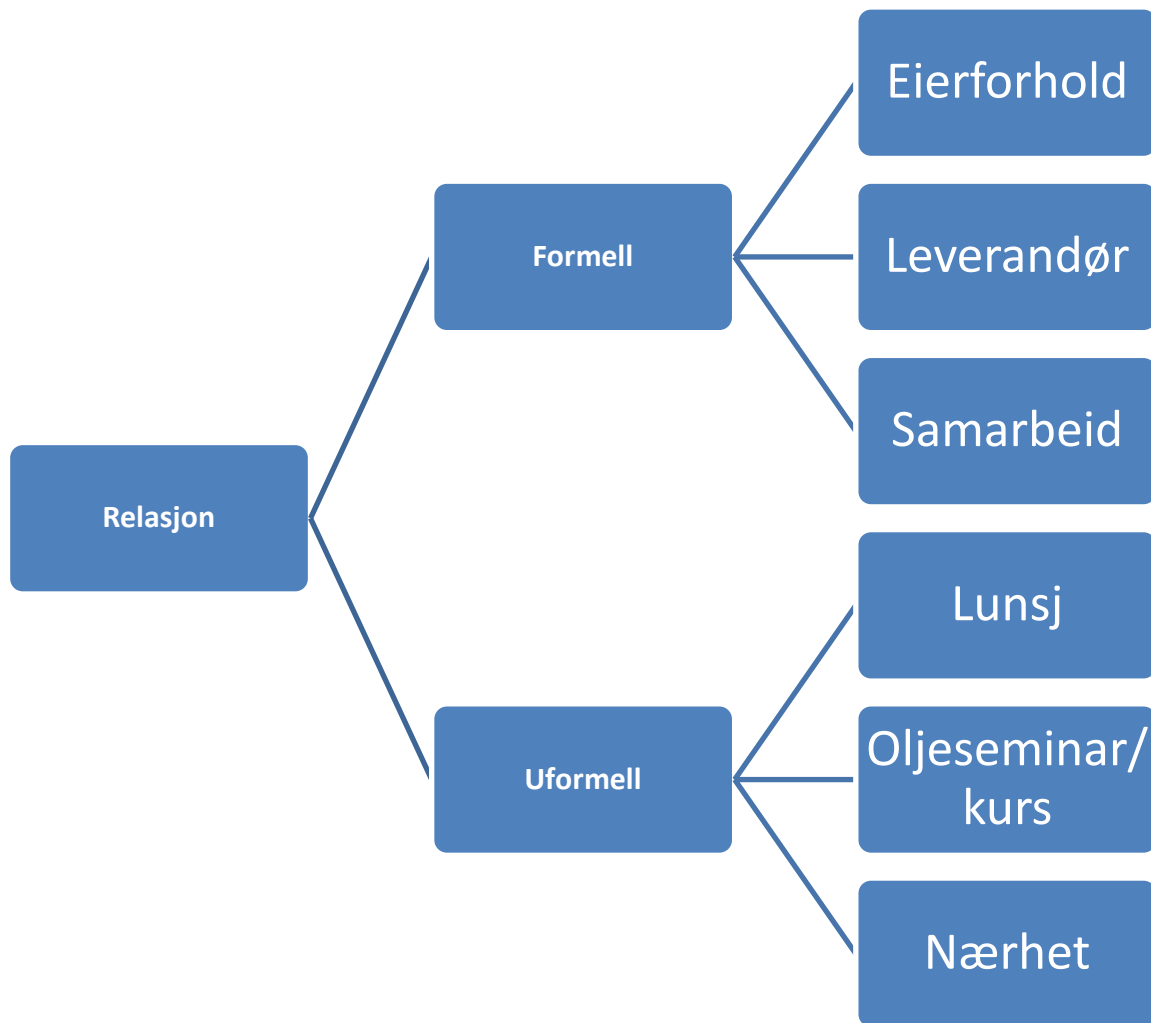 Relasjon
Formell
Eierforhold
Leverandør
Samarbeid
Uformell
Lunsj
Oljeseminar/
kurs
Nærhet